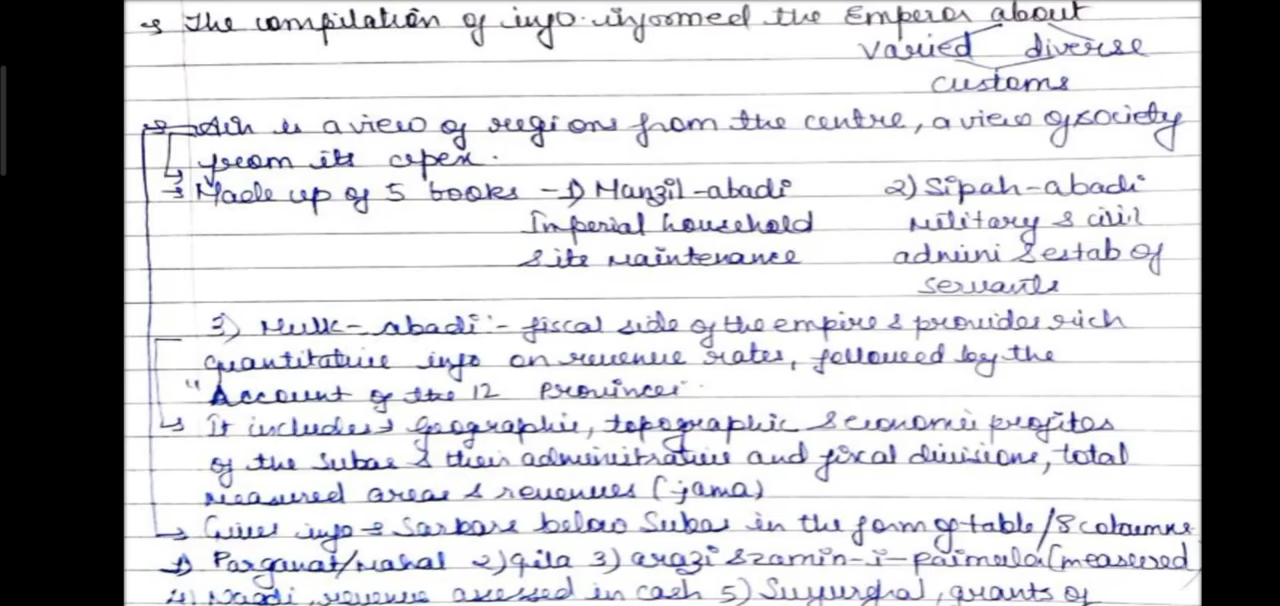 → The compilation of info. informed the Emperor about
varied diverse
customs
→ Ain is a view of regions from the centre, a view of society
from its apex.
→ Made up of 5 books - 1) Manzil-abadi 2) Sipah-abadi
Imperial household military & civil
& its maintenance admini & estab of
servants
3) Mulk-abadi :- fiscal side of the empire & provides rich
quantitative info on revenue rates, followed by the
"Account of the 12 Provinces.
↳ It includes geographic, topographic & economic profiles
of the subas & their administrative and fiscal divisions, total
measured areas & revenues (jama)
↳ Gives info → Sarkars below Subas in the form of table/8 columns
1) Parganat/Mahal 2) qila 3) arazi & zamin-i-paimuda (measured
4) Naqdi, revenue assessed in cash 5) Suyurghal, grants of